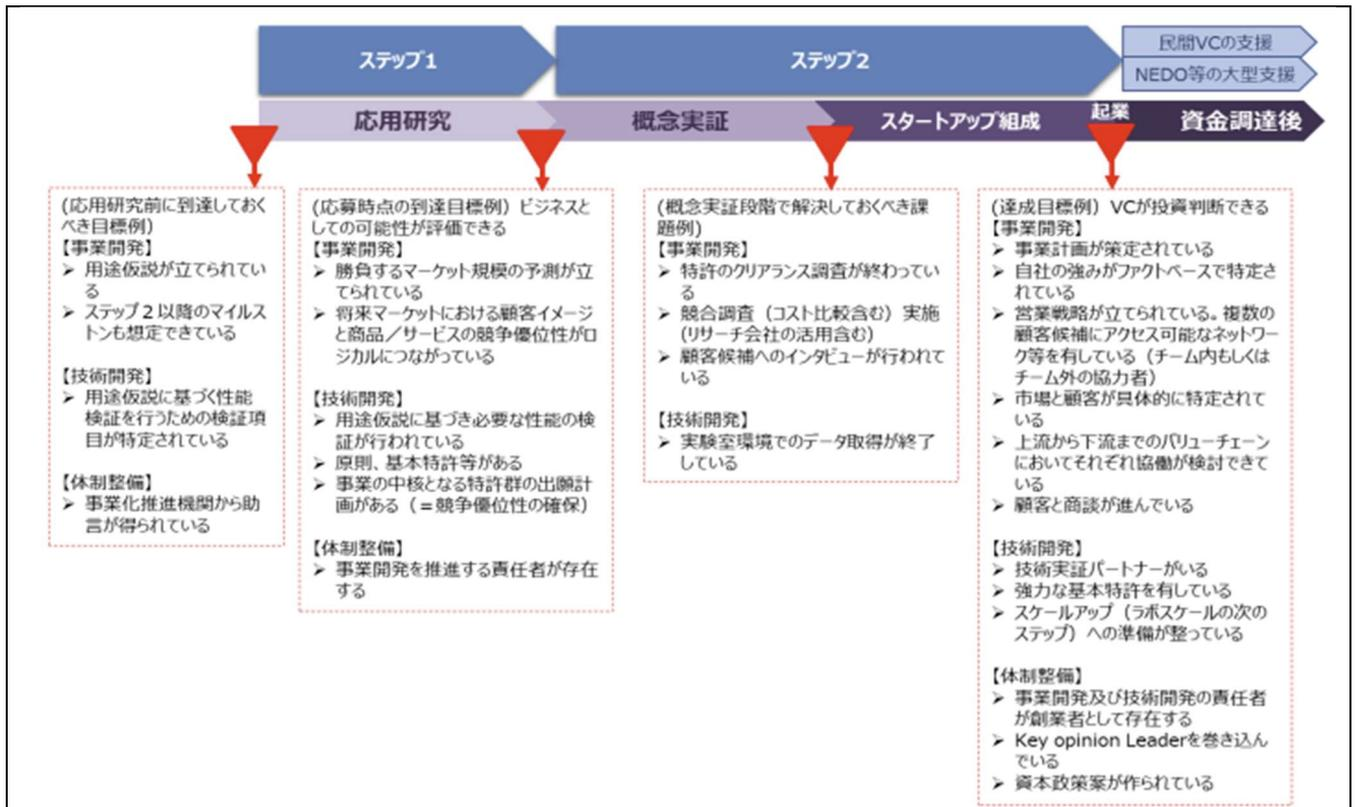 ステップ1
ステップ2
民間VCの支援
NEDO等の大型支援
応用研究
概念実証
スタートアップ組成
起業
資金調達後
(応用研究前に到達しておく
べき目標例)
【事業開発】
➢ 用途仮説が立てられてい
る
➢ ステップ2以降のマイルス
トンも想定できている
【技術開発】
➢ 用途仮説に基づく性能
検証を行うための検証項
目が特定されている
【体制整備】
➢ 事業化推進機関から助
言が得られている
(応募時点の到達目標例) ビジネスと
しての可能性が評価できる
【事業開発】
➢ 勝負するマーケット規模の予測が立
てられている
➢ 将来マーケットにおける顧客イメージ
と商品/サービスの競争優位性がロ
ジカルにつながっている
【技術開発】
➢ 用途仮説に基づき必要な性能の検
証が行われている
➢ 原則、基本特許等がある
➢ 事業の中核となる特許群の出願計
画がある(=競争優位性の確保)
【体制整備】
➢ 事業開発を推進する責任者が存在
する
(概念実証段階で解決しておくべき課
題例)
【事業開発】
➢ 特許のクリアランス調査が終わってい
る
➢ 競合調査(コスト比較含む)実施
(リサーチ会社の活用含む)
➢ 顧客候補へのインタビューが行われて
いる
【技術開発】
➢ 実験室環境でのデータ取得が終了
している
(達成目標例) VCが投資判断できる
【事業開発】
➢ 事業計画が策定されている
➢ 自社の強みがファクトベースで特定さ
れている
➢ 営業戦略が立てられている。複数の
顧客候補にアクセス可能なネットワー
ク等を有している(チーム内もしくは
チーム外の協力者)
➢ 市場と顧客が具体的に特定されて
いる
➢ 上流から下流までのバリューチェーン
においてそれぞれ協働が検討できて
いる
➢ 顧客と商談が進んでいる
【技術開発】
➢ 技術実証パートナーがいる
➢ 強力な基本特許を有している
➢ スケールアップ(ラボスケールの次の
ステップ)への準備が整っている
【体制整備】
➢ 事業開発及び技術開発の責任者
が創業者として存在する
➢ Key opinion Leaderを巻き込ん
でいる
➢ 資本政策案が作られている